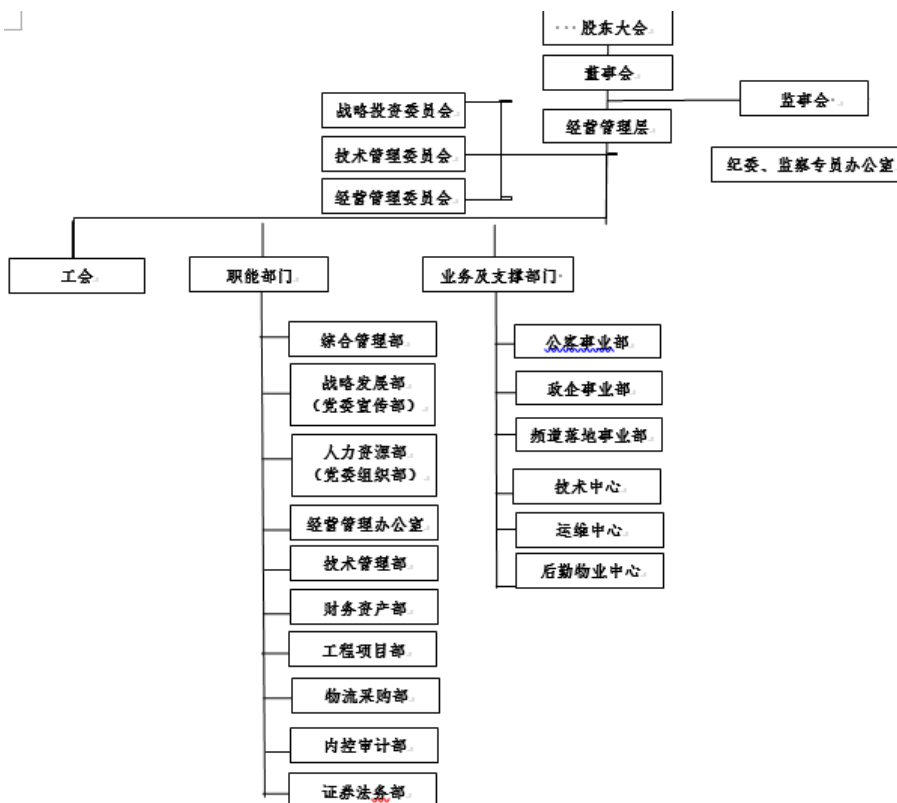 股东大会
董事会
监事会
经营管理层
战略投资委员会
技术管理委员会
经营管理委员会
纪委、监察专员办公室
工会
职能部门
业务及支撑部门
综合管理部
战略发展部
（党委宣传部）
人力资源部
（党委组织部）
经营管理办公室
技术管理部
财务资产部
工程项目部
物流采购部
内控审计部
证券法务部
公客事业部
政企事业部
频道落地事业部
技术中心
运维中心
后勤物业中心